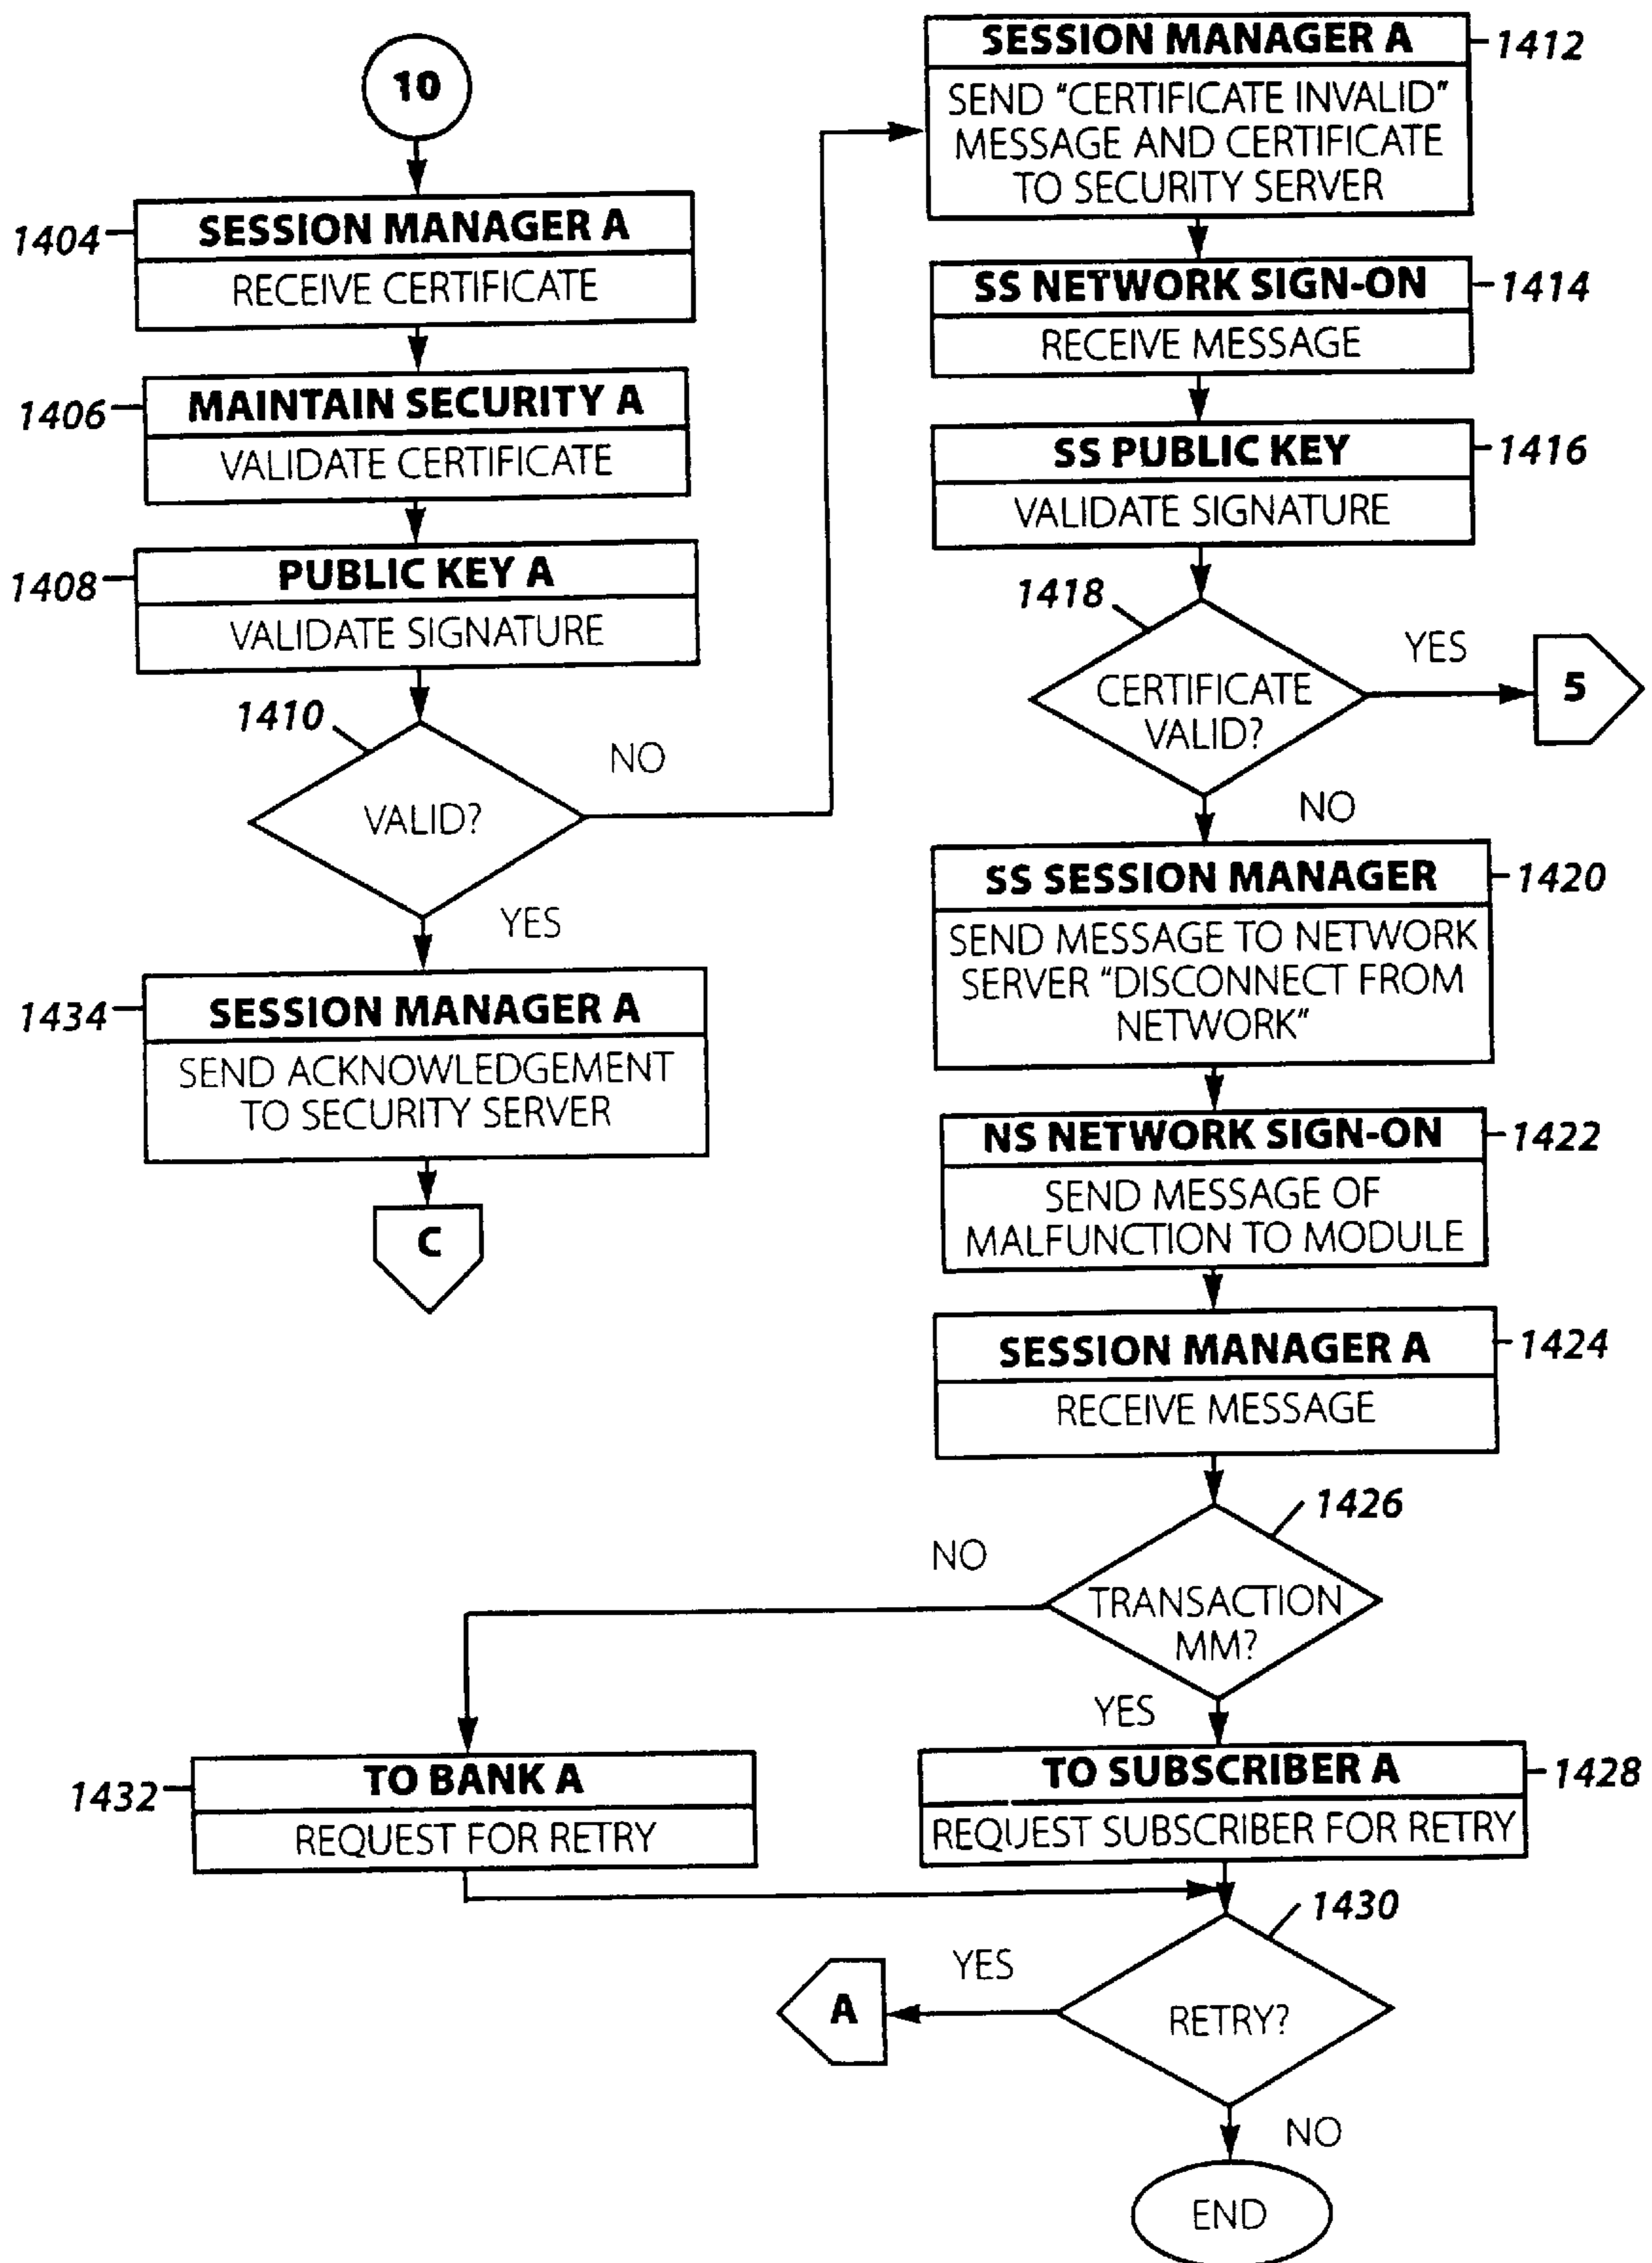 10
1404
SESSION MANAGER A
RECEIVE CERTIFICATE
1406
MAINTAIN SECURITY A
VALIDATE CERTIFICATE
1408
PUBLIC KEY A
VALIDATE SIGNATURE
1410
VALID?
NO
YES
1434
SESSION MANAGER A
SEND ACKNOWLEDGEMENT
TO SECURITY SERVER
C
SESSION MANAGER A
1412
SEND "CERTIFICATE INVALID"
MESSAGE AND CERTIFICATE
TO SECURITY SERVER
SS NETWORK SIGN-ON
1414
RECEIVE MESSAGE
SS PUBLIC KEY
1416
VALIDATE SIGNATURE
1418
CERTIFICATE
VALID?
YES
5
NO
SS SESSION MANAGER
1420
SEND MESSAGE TO NETWORK
SERVER "DISCONNECT FROM
NETWORK"
NS NETWORK SIGN-ON
1422
SEND MESSAGE OF
MALFUNCTION TO MODULE
SESSION MANAGER A
1424
RECEIVE MESSAGE
1426
TRANSACTION
MM?
NO
YES
1432
TO BANK A
REQUEST FOR RETRY
TO SUBSCRIBER A
1428
REQUEST SUBSCRIBER FOR RETRY
1430
RETRY?
YES
A
NO
END